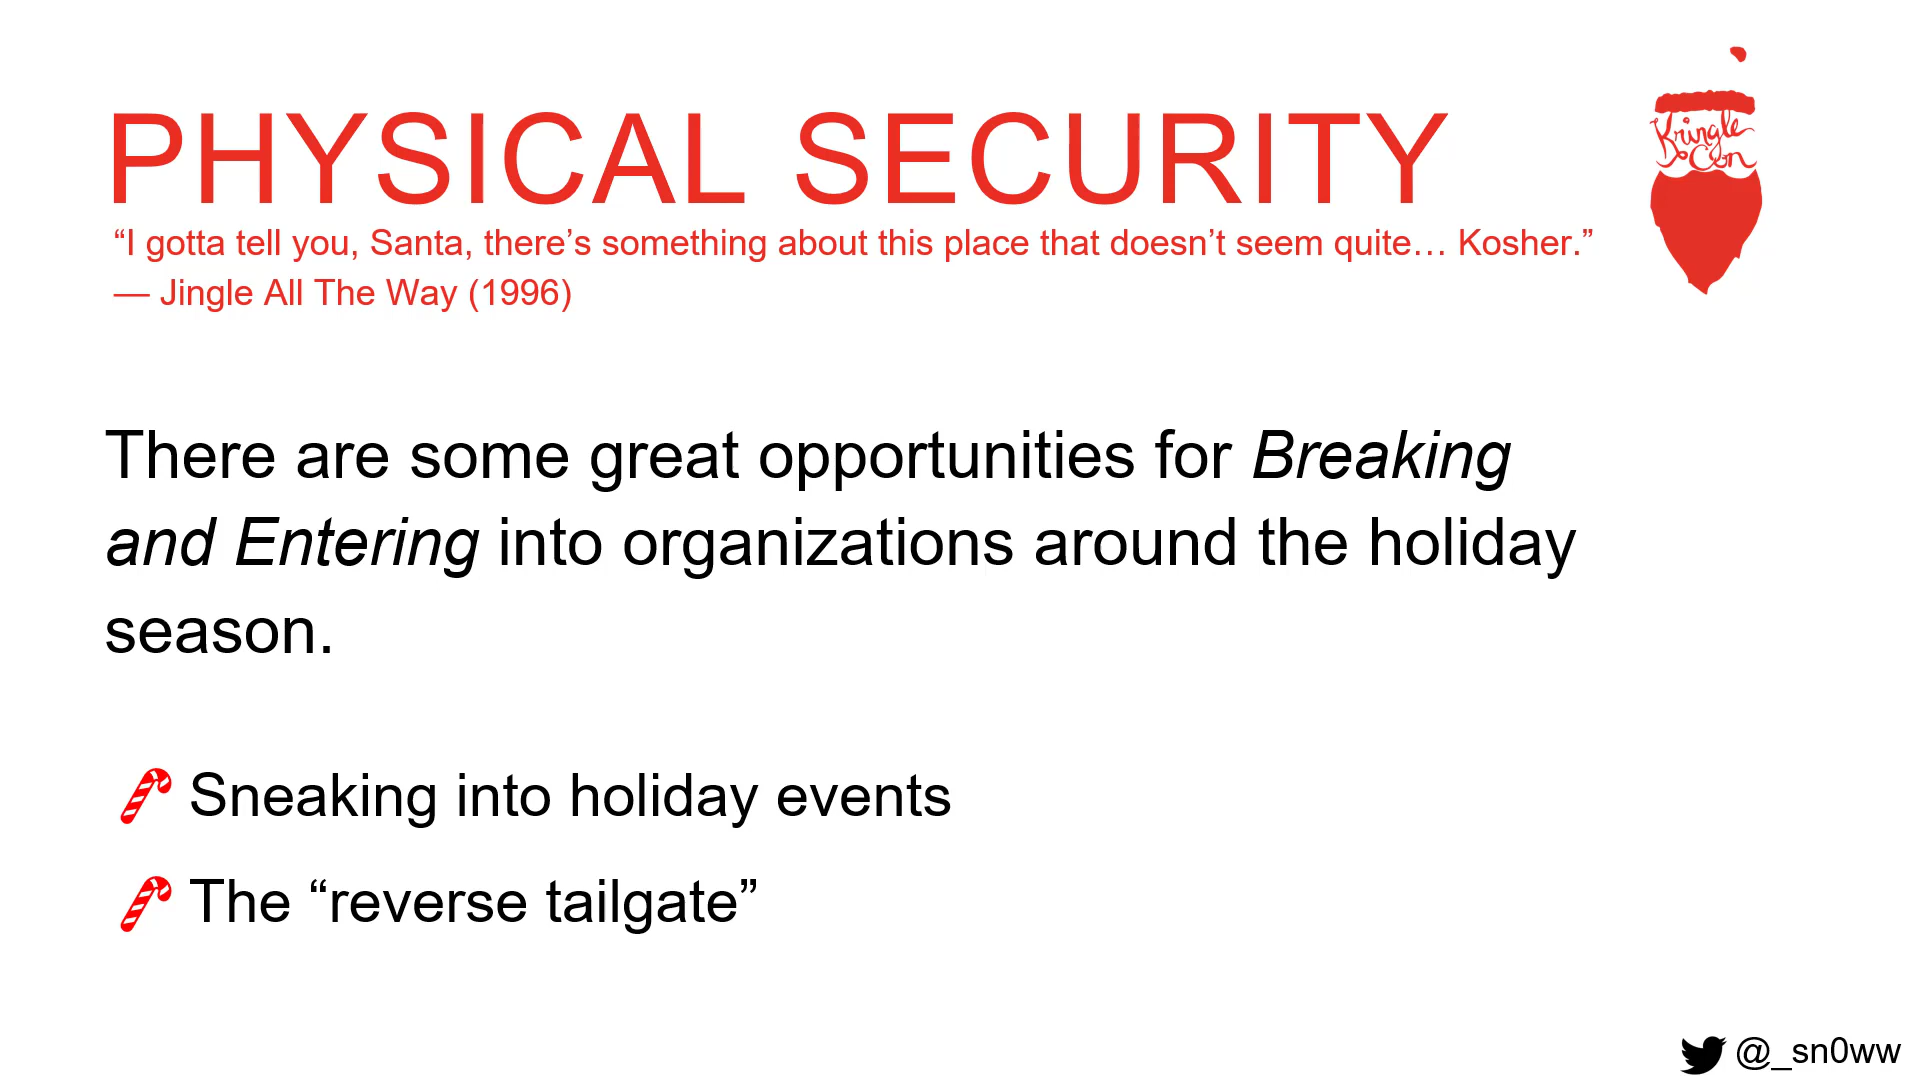 PHYSICAL SECURITY
“I gotta tell you, Santa, there’s something about this place that doesn’t seem quite… Kosher.”
— Jingle All The Way (1996)
Kringle
Con
There are some great opportunities for Breaking
and Entering into organizations around the holiday
season.
Sneaking into holiday events
The “reverse tailgate”
@_sn0ww